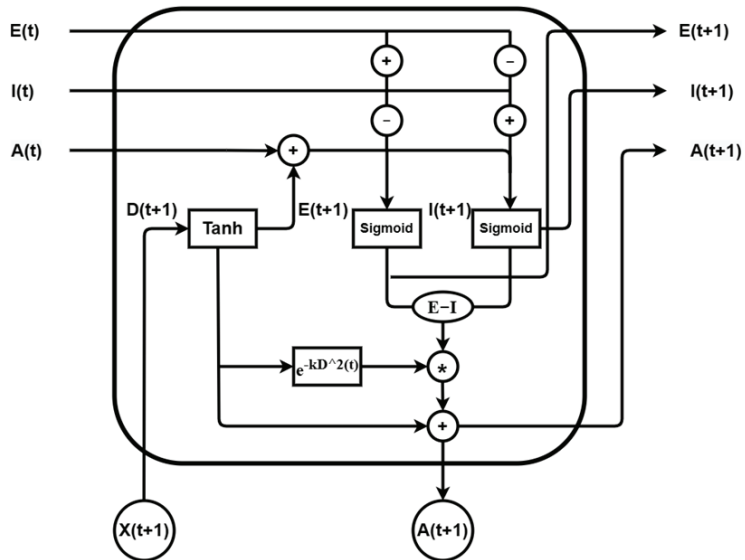 E(t)
E(t+1)
+
−
I(t)
I(t+1)
−
+
A(t)
+
A(t+1)
D(t+1)
E(t+1)
I(t+1)
Tanh
Sigmoid
Sigmoid
E−I
e^-kD^2(t)
*
+
X(t+1)
A(t+1)